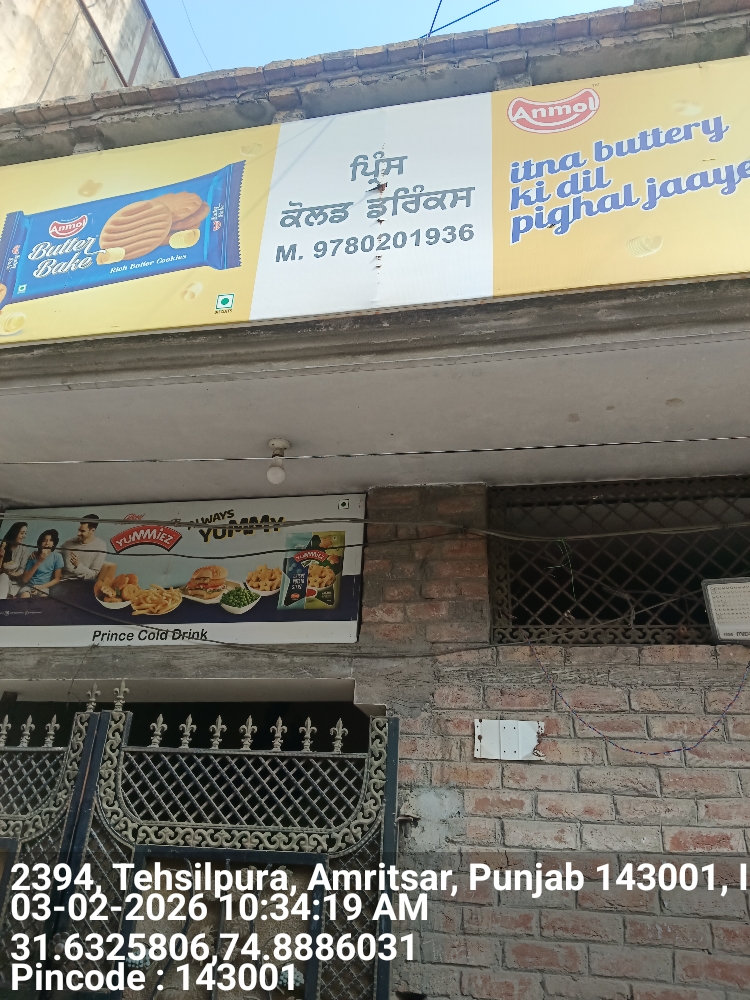 Anmol
itna buttery
ki dil
pighal jaaye
ਪ੍ਰਿੰਸ
ਕੋਲਡ ਡਰਿੰਕਸ
M. 9780201936
Anmol
Butter
Bake
Rich Butter Cookies
ALWAYS
YUMMY
YUMMIEZ
YUMMIEZ
Prince Cold Drink
2394, Tehsilpura, Amritsar, Punjab 143001, I
03-02-2026 10:34:19 AM
31.6325806,74.8886031
Pincode : 143001